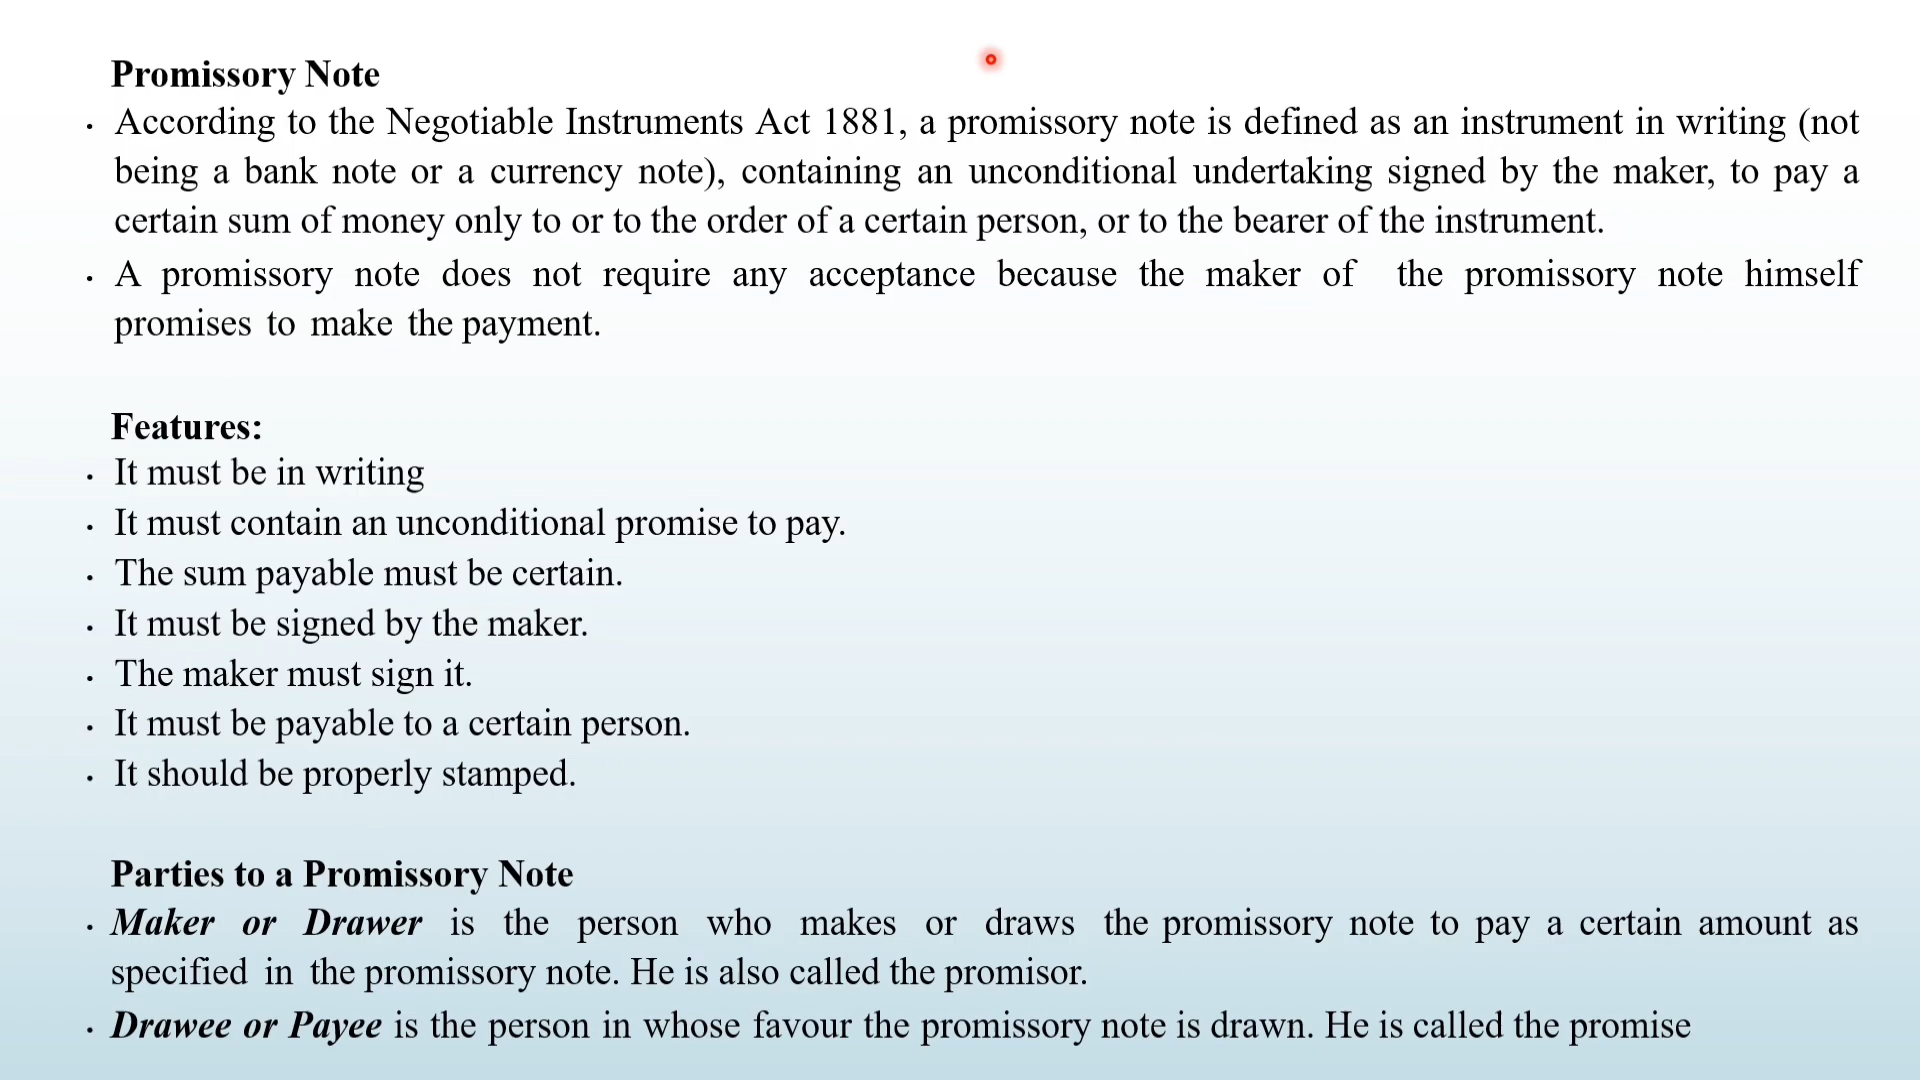 Promissory Note
· According to the Negotiable Instruments Act 1881, a promissory note is defined as an instrument in writing (not
being a bank note or a currency note), containing an unconditional undertaking signed by the maker, to pay a
certain sum of money only to or to the order of a certain person, or to the bearer of the instrument.
· A promissory note does not require any acceptance because the maker of the promissory note himself
promises to make the payment.
Features:
· It must be in writing
· It must contain an unconditional promise to pay.
· The sum payable must be certain.
· It must be signed by the maker.
· The maker must sign it.
· It must be payable to a certain person.
· It should be properly stamped.
Parties to a Promissory Note
· Maker or Drawer is the person who makes or draws the promissory note to pay a certain amount as
specified in the promissory note. He is also called the promisor.
· Drawee or Payee is the person in whose favour the promissory note is drawn. He is called the promise